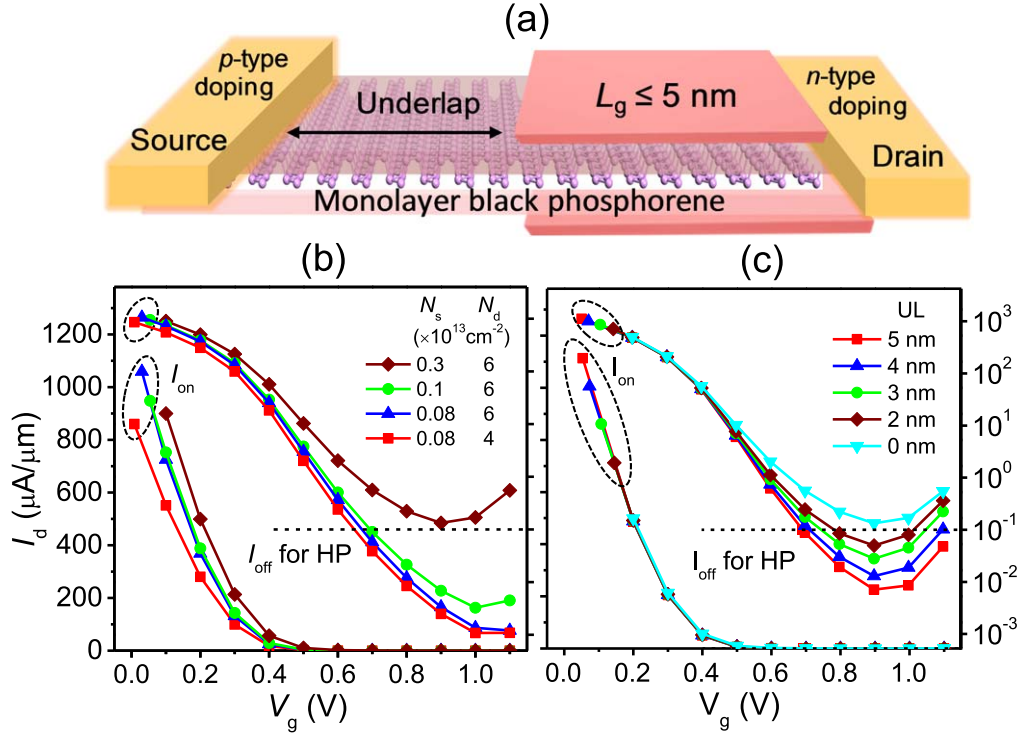 (a)
p-type
doping
Source
Underlap
L_g ≤ 5 nm
n-type
doping
Drain
Monolayer black phosphorene
(b)
N_s N_d
(×10^13 cm^-2)
0.3 6
0.1 6
0.08 6
0.08 4
I_on
I_off for HP
1200
1000
800
600
400
200
0
I_d (μA/μm)
0.0 0.2 0.4 0.6 0.8 1.0
V_g (V)
(c)
UL
5 nm
4 nm
3 nm
2 nm
0 nm
I_on
I_off for HP
10^3
10^2
10^1
10^0
10^-1
10^-2
10^-3
0.0 0.2 0.4 0.6 0.8 1.0
V_g (V)